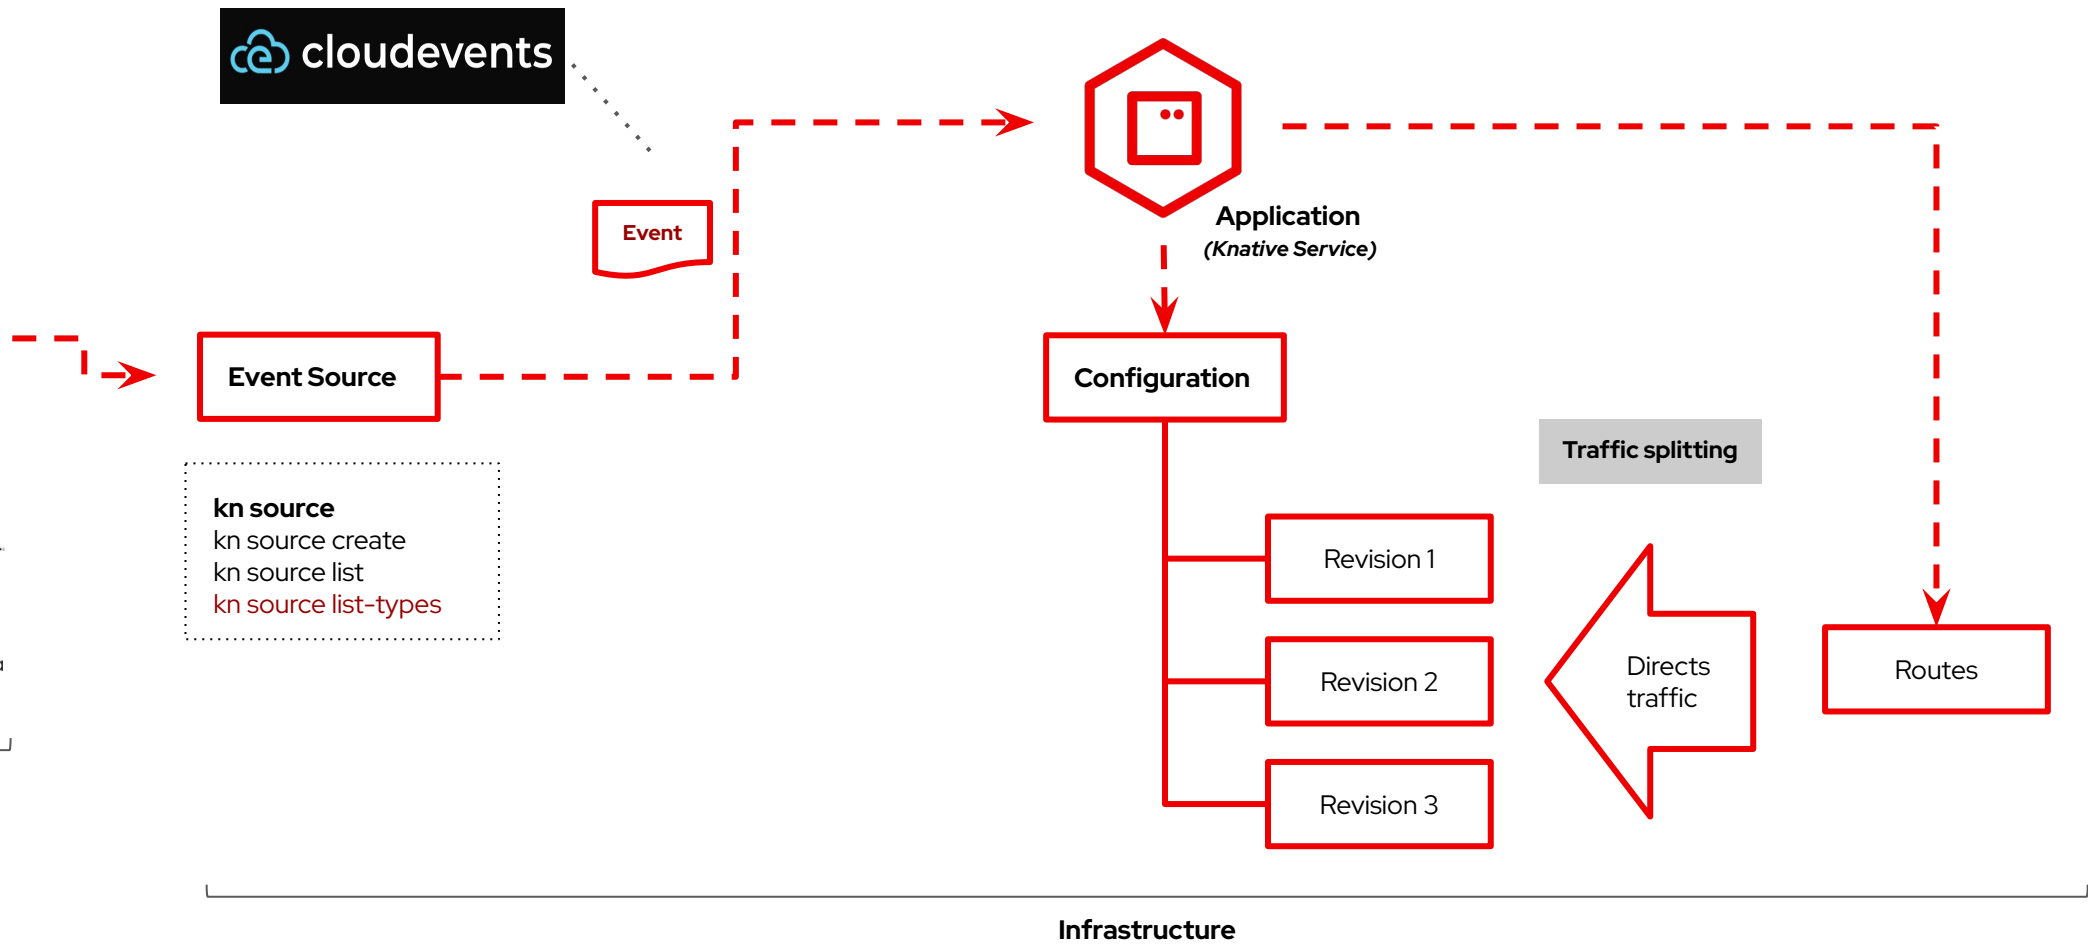 cloudevents
Event
Application
(Knative Service)
Event Source
Configuration
Traffic splitting
kn source
kn source create
kn source list
kn source list-types
Revision 1
Revision 2
Revision 3
Directs
traffic
Routes
Infrastructure